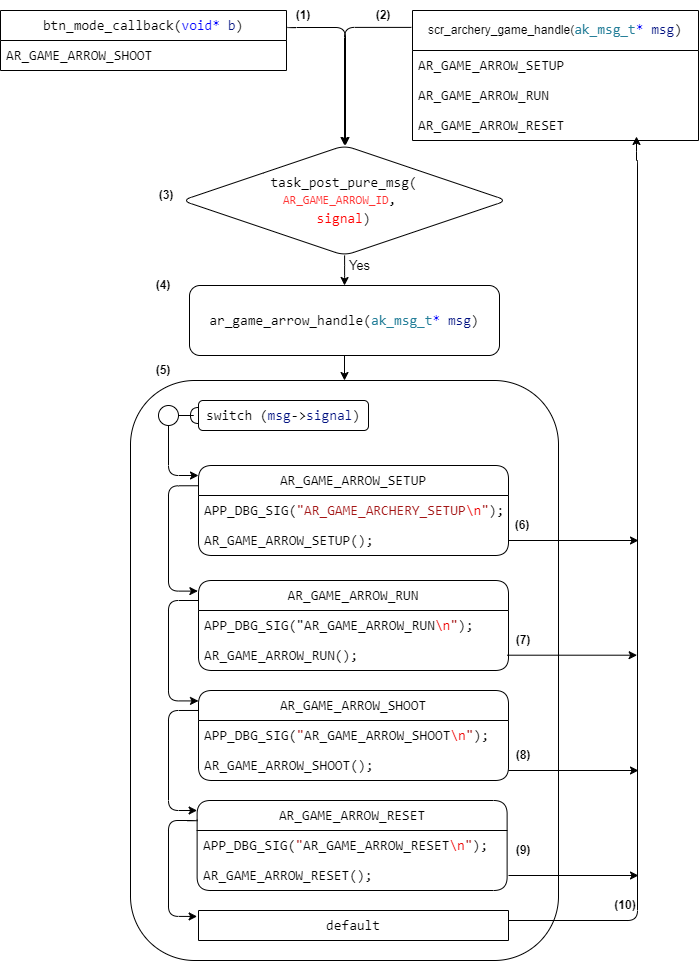 (1)
(2)
btn_mode_callback(void* b)
AR_GAME_ARROW_SHOOT
scr_archery_game_handle(ak_msg_t* msg)
AR_GAME_ARROW_SETUP
AR_GAME_ARROW_RUN
AR_GAME_ARROW_RESET
(3)
task_post_pure_msg(
AR_GAME_ARROW_ID,
signal)
Yes
(4)
ar_game_arrow_handle(ak_msg_t* msg)
(5)
switch (msg->signal)
AR_GAME_ARROW_SETUP
APP_DBG_SIG("AR_GAME_ARCHERY_SETUP\n");
AR_GAME_ARROW_SETUP();
(6)
AR_GAME_ARROW_RUN
APP_DBG_SIG("AR_GAME_ARROW_RUN\n");
AR_GAME_ARROW_RUN();
(7)
AR_GAME_ARROW_SHOOT
APP_DBG_SIG("AR_GAME_ARROW_SHOOT\n");
AR_GAME_ARROW_SHOOT();
(8)
AR_GAME_ARROW_RESET
APP_DBG_SIG("AR_GAME_ARROW_RESET\n");
AR_GAME_ARROW_RESET();
(9)
(10)
default